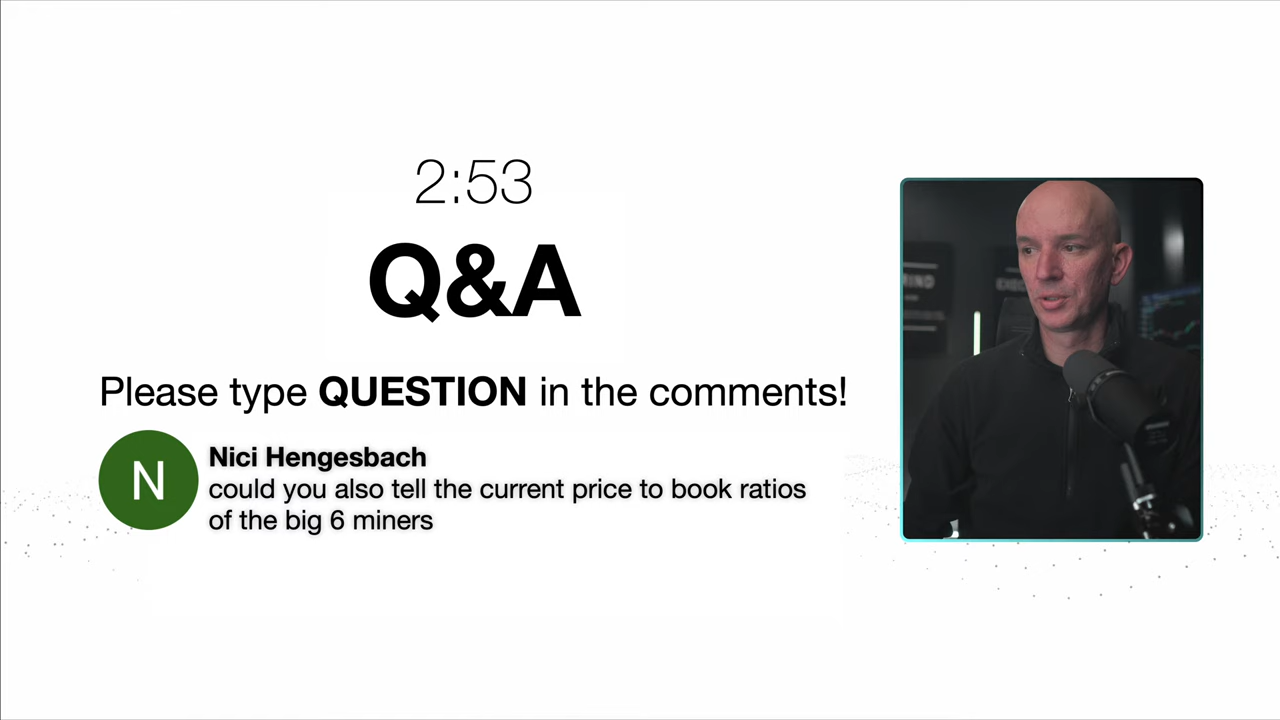 2:53
Q&A
Please type QUESTION in the comments!
N
Nici Hengesbach
could you also tell the current price to book ratios
of the big 6 miners